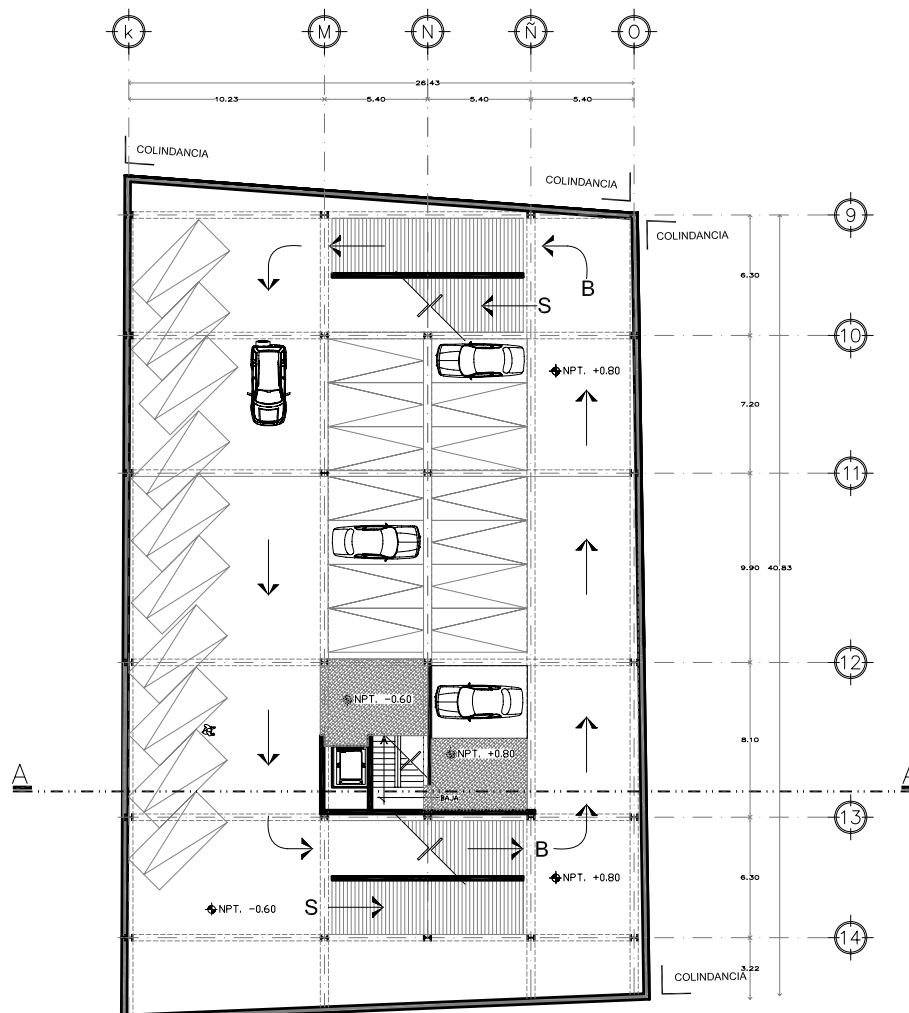 k M N Ñ O
26.43
10.23 5.40 5.40 5.40
COLINDANCIA
COLINDANCIA
COLINDANCIA
9
B
6.30
S
10
NPT. +0.80
7.20
11
9.90 40.83
12
NPT. -0.60
8.10
NPT. +0.80
A A
BAJA
13
B
NPT. +0.80
6.30
NPT. -0.60
S
14
3.22
COLINDANCIA